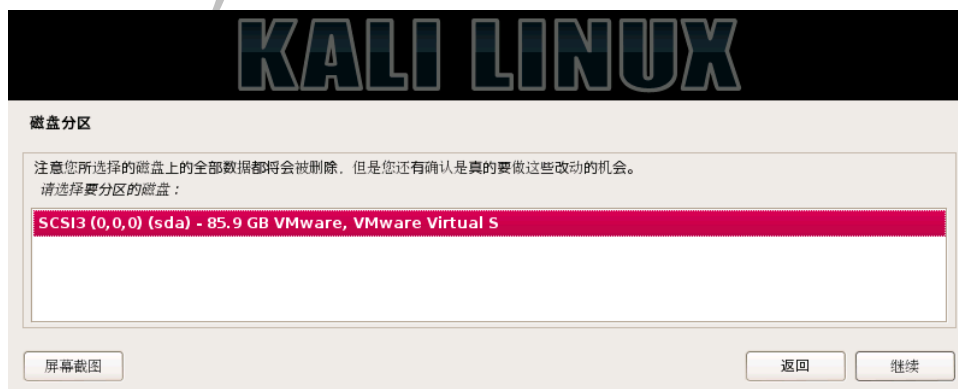 KALI LINUX
磁盘分区
注意您所选择的磁盘上的全部数据都将会被删除，但是您还有确认是真的要做这些改动的机会。
请选择要分区的磁盘：
SCSI3 (0,0,0) (sda) - 85.9 GB VMware, VMware Virtual S
屏幕截图
返回
继续